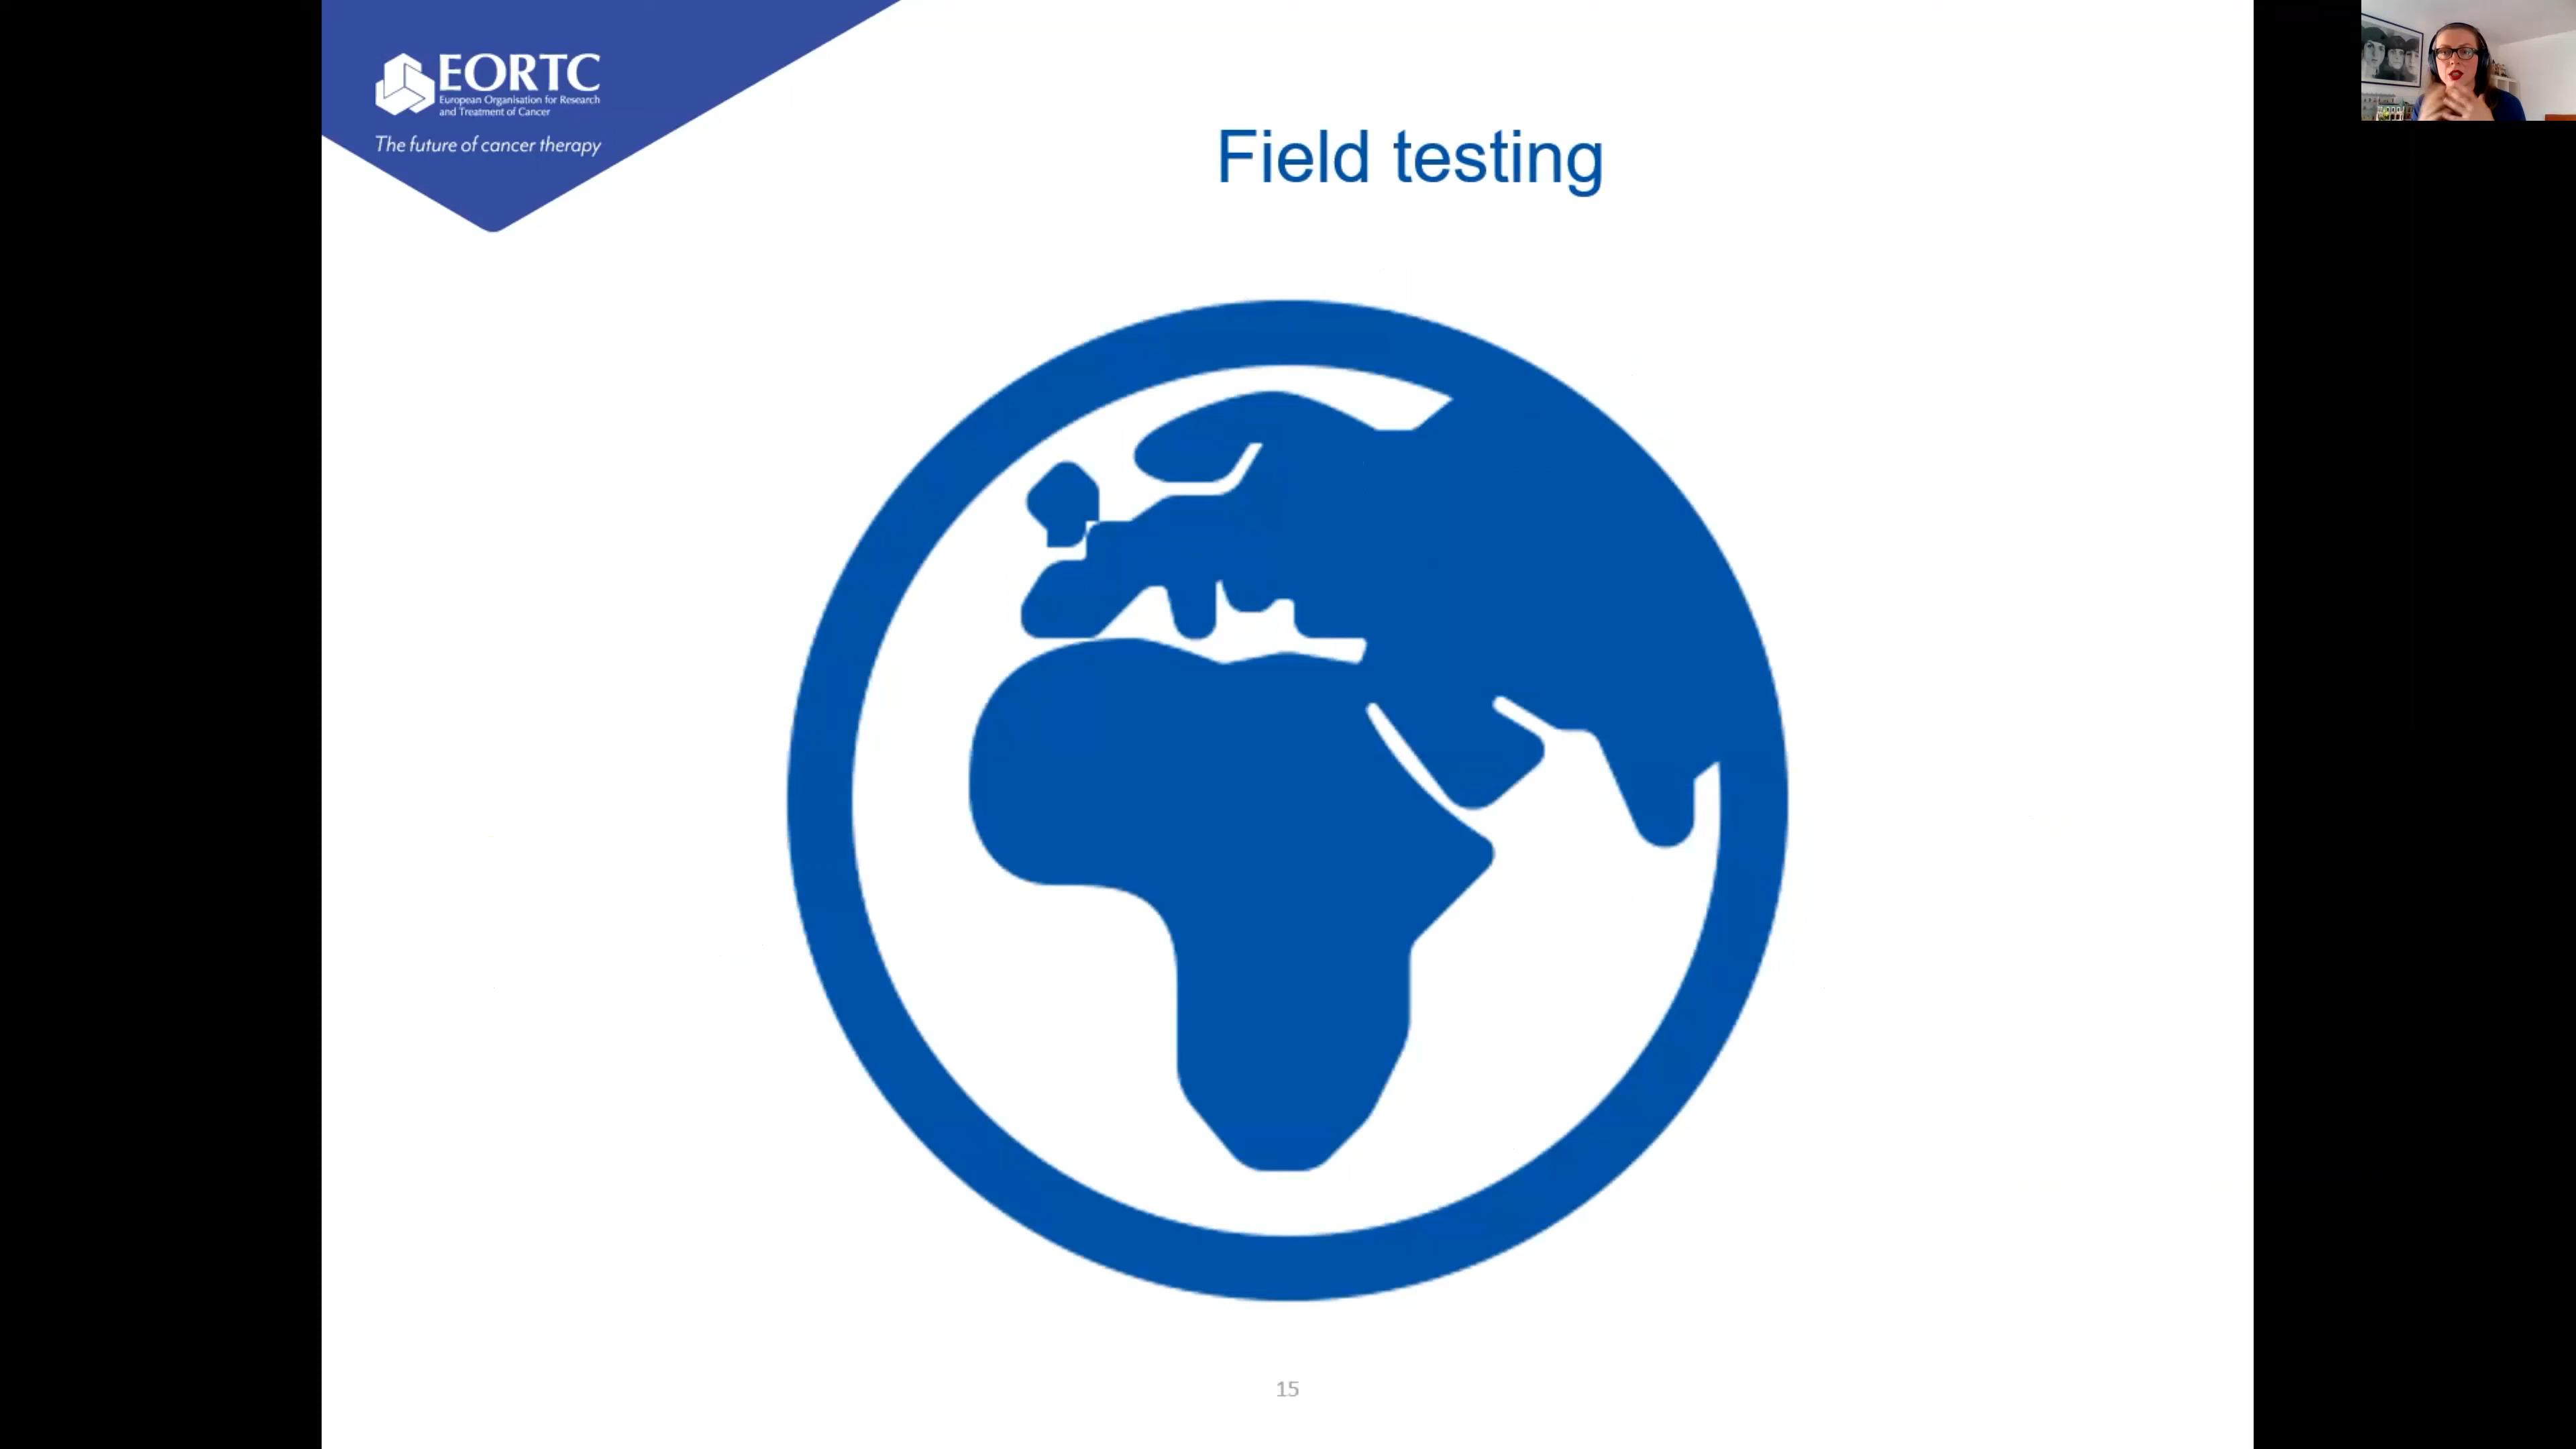 EORTC
European Organisation for Research
and Treatment of Cancer
The future of cancer therapy
Field testing
15